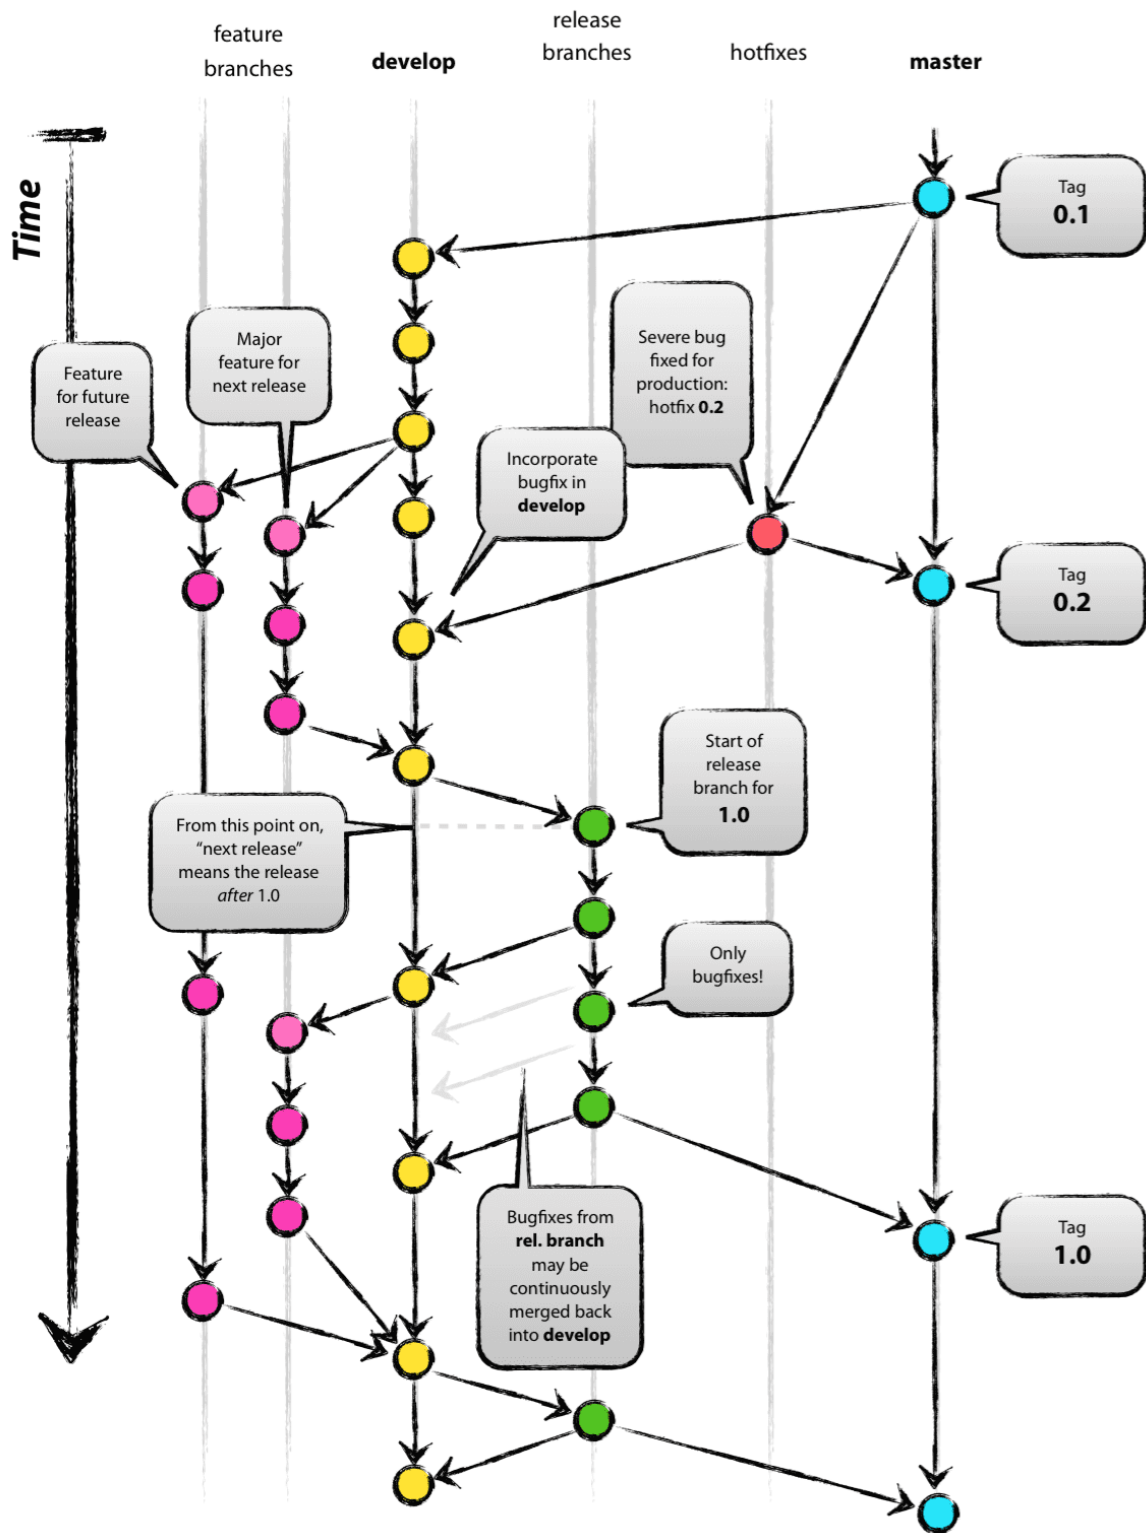 feature
branches
develop
release
branches
hotfixes
master
Time
Tag
0.1
Major
feature for
next release
Feature
for future
release
Severe bug
fixed for
production:
hotfix 0.2
Incorporate
bugfix in
develop
Tag
0.2
Start of
release
branch for
1.0
From this point on,
“next release”
means the release
after 1.0
Only
bugfixes!
Bugfixes from
rel. branch
may be
continuously
merged back
into develop
Tag
1.0